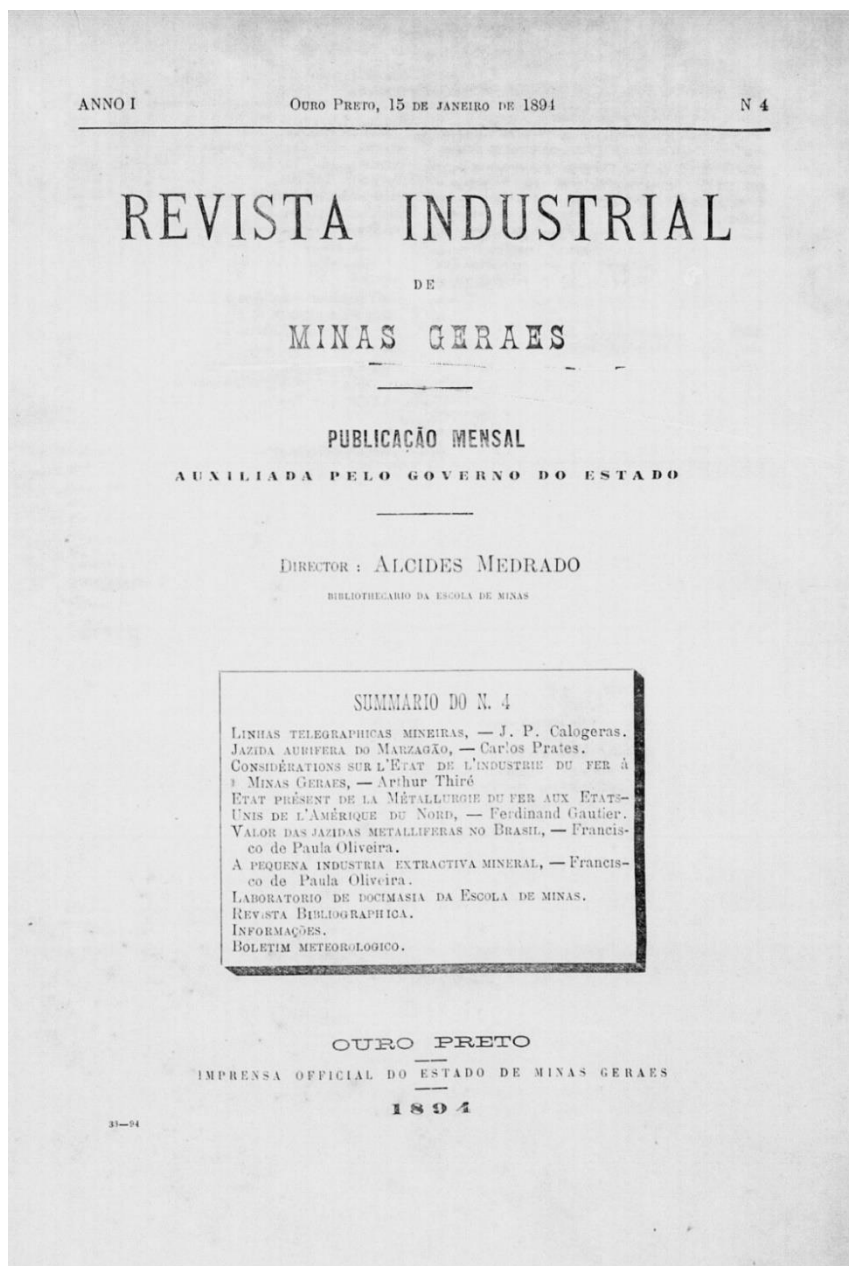 ANNO I OURO PRETO, 15 DE JANEIRO DE 1894 N 4
REVISTA INDUSTRIAL
DE
MINAS GERAES
PUBLICAÇÃO MENSAL
AUXILIADA PELO GOVERNO DO ESTADO
DIRECTOR : ALCIDES MEDRADO
BIBLIOTHECARIO DA ESCOLA DE MINAS
SUMMARIO DO N. 4
LINHAS TELEGRAPHICAS MINEIRAS, — J. P. Calogeras.
JAZIDA AURIFERA DO MARZAGÃO, — Carlos Prates.
CONSIDÉRATIONS SUR L'ETAT DE L'INDUSTRIE DU FER À
MINAS GERAES, — Arthur Thiré
ETAT PRÉSENT DE LA MÉTALLURGIE DU FER AUX ETATS-
UNIS DE L'AMÉRIQUE DU NORD, — Ferdinand Gautier.
VALOR DAS JAZIDAS METALLIFERAS NO BRASIL, — Francis-
co de Paula Oliveira.
A PEQUENA INDUSTRIA EXTRACTIVA MINERAL, — Francis-
co de Paula Oliveira.
LABORATORIO DE DOCIMASIA DA ESCOLA DE MINAS.
REVISTA BIBLIOGRAPHICA.
INFORMAÇÕES.
BOLETIM METEOROLOGICO.
OURO PRETO
IMPRENSA OFFICIAL DO ESTADO DE MINAS GERAES
1894
33—94